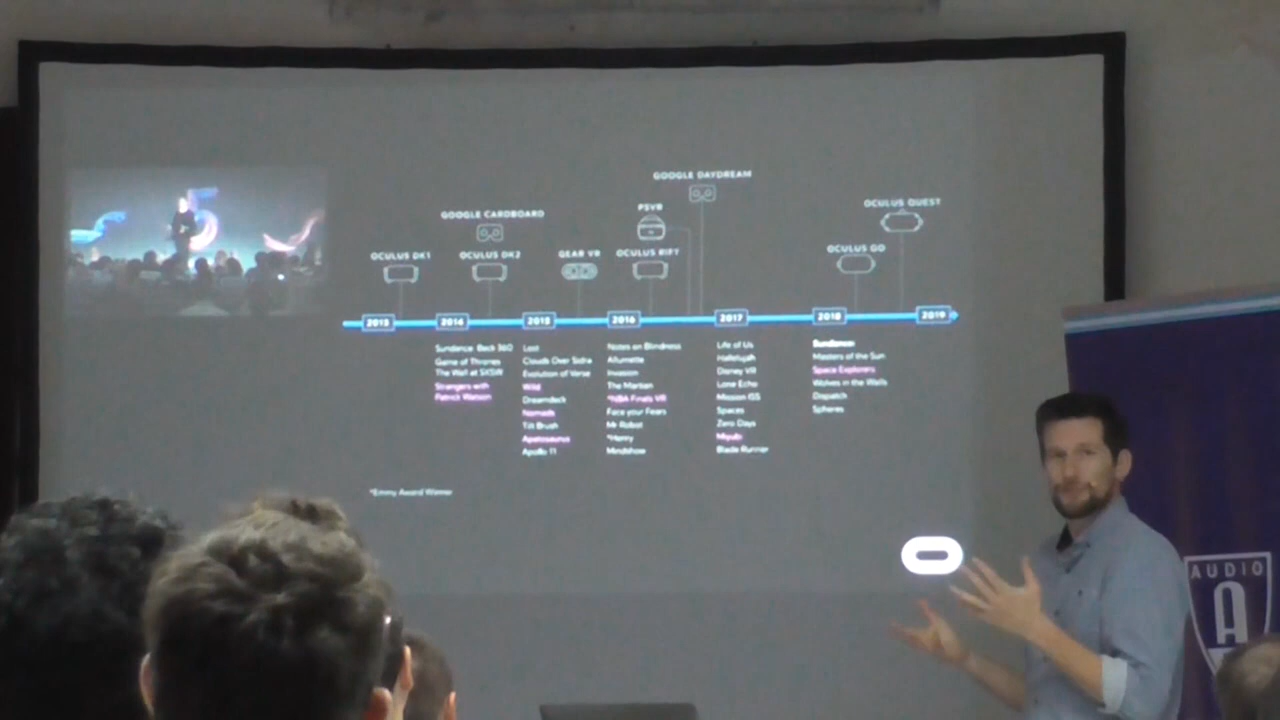 GOOGLE DAYDREAM
PSVR
OCULUS QUEST
GOOGLE CARDBOARD
OCULUS DK1
OCULUS DK2
GEAR VR
OCULUS RIFT
OCULUS GO
5
2013
2014
2015
2016
2017
2018
2019
Sundance: Beck 360
Game of Thrones
The Wall at SXSW
Strangers with
Patrick Watson
Lost
Clouds Over Sidra
Evolution of Verse
Wild
Dreamdeck
Nomads
Tilt Brush
Apatosaurus
Apollo 11
Notes on Blindness
Allumette
Invasion
The Martian
*NBA Finals VR
Face your Fears
Mr Robot
*Henry
Mindshow
Life of Us
Hallelujah
Disney VR
Lone Echo
Mission ISS
Spaces
Zero Days
Miyubi
Blade Runner
Sundance:
Masters of the Sun
Space Explorers
Wolves in the Walls
Dispatch
Spheres
*Emmy Award Winner
AUDIO
A